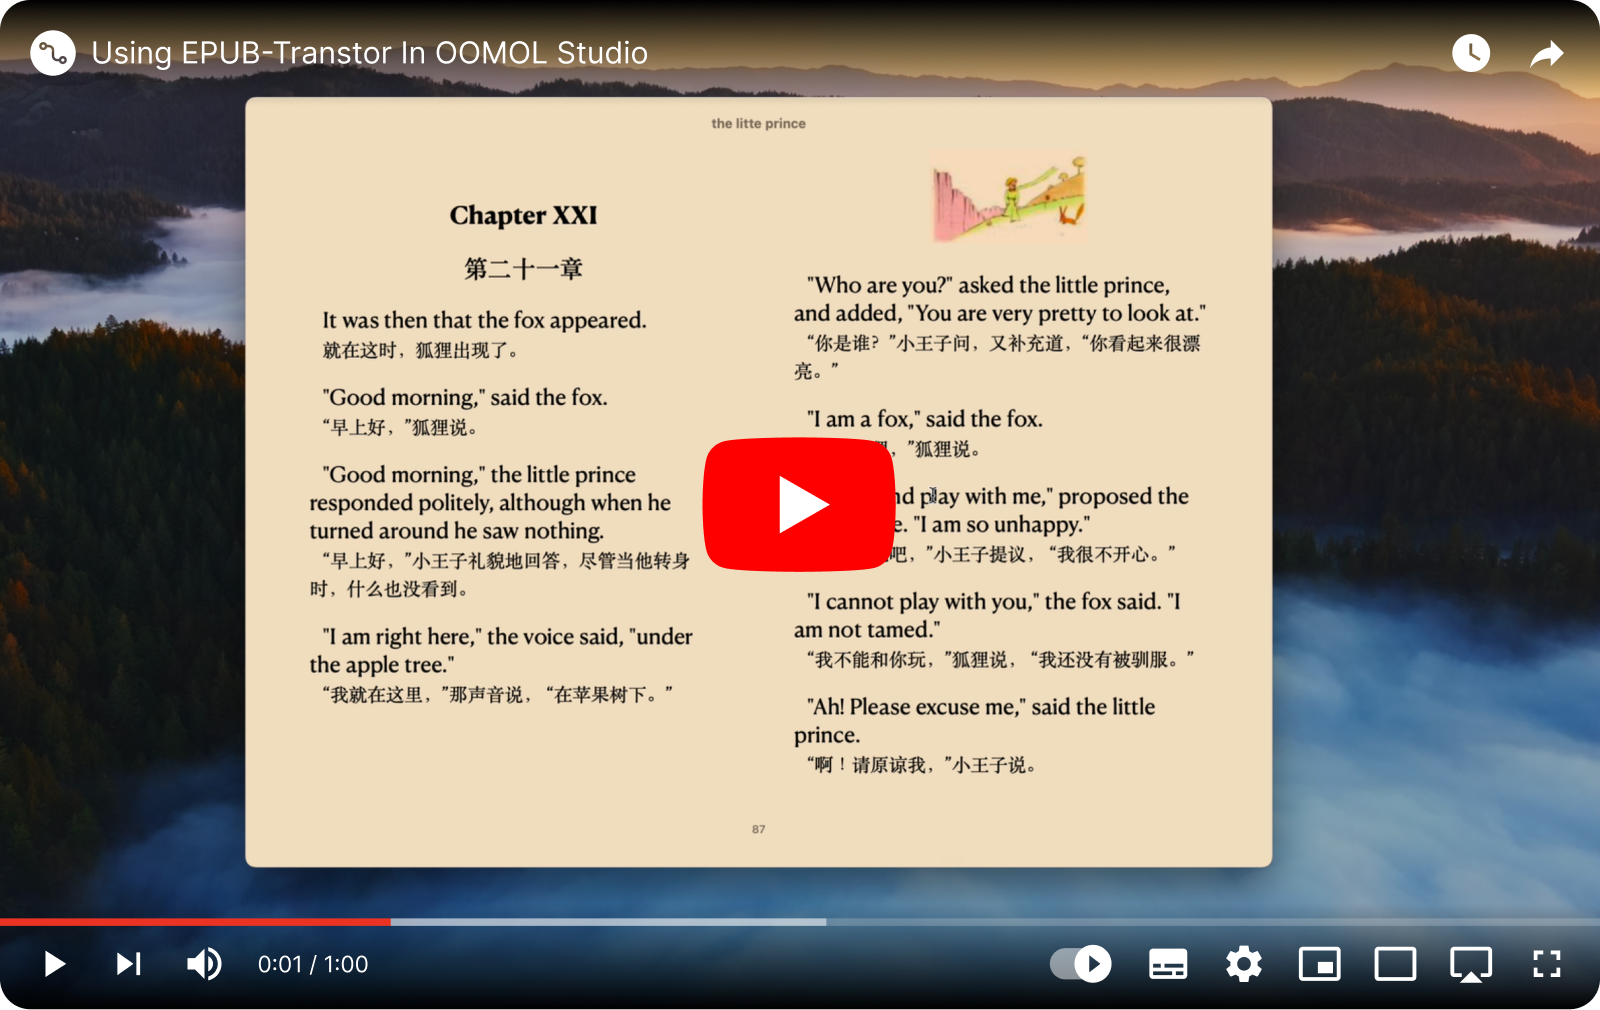 Using EPUB-Transtor In OOMOL Studio
the litte prince
Chapter XXI
第二十一章
It was then that the fox appeared.
就在这时，狐狸出现了。
"Good morning," said the fox.
“早上好，”狐狸说。
"Good morning," the little prince
responded politely, although when he
turned around he saw nothing.
“早上好，”小王子礼貌地回答，尽管当他转身
时，什么也没看到。
"I am right here," the voice said, "under
the apple tree."
“我就在这里，”那声音说，“在苹果树下。”
"Who are you?" asked the little prince,
and added, "You are very pretty to look at."
“你是谁？”小王子问，又补充道，“你看起来很漂
亮。”
"I am a fox," said the fox.
，”狐狸说。
play with me," proposed the
"I am so unhappy."
吧，”小王子提议，“我很不开心。”
"I cannot play with you," the fox said. "I
am not tamed."
“我不能和你玩，”狐狸说，“我还没有被驯服。”
"Ah! Please excuse me," said the little
prince.
“啊！请原谅我，”小王子说。
87
0:01 / 1:00